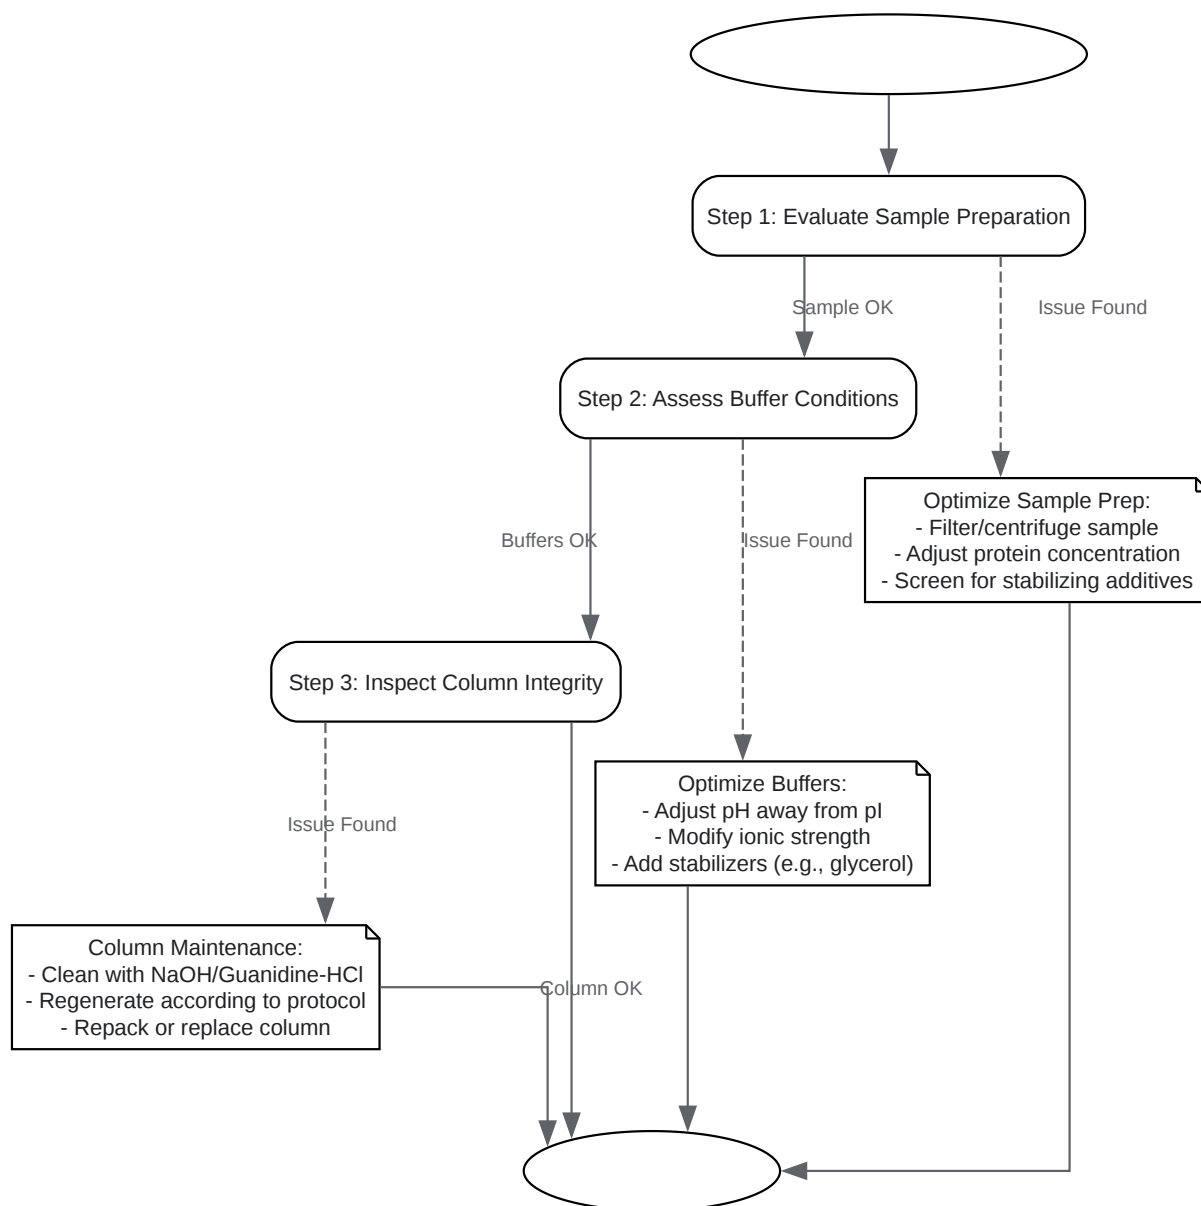 Step 1: Evaluate Sample Preparation
Sample OK
Issue Found
Step 2: Assess Buffer Conditions
Optimize Sample Prep:
- Filter/centrifuge sample
- Adjust protein concentration
- Screen for stabilizing additives
Buffers OK
Issue Found
Step 3: Inspect Column Integrity
Optimize Buffers:
- Adjust pH away from pI
- Modify ionic strength
- Add stabilizers (e.g., glycerol)
Issue Found
Column Maintenance:
- Clean with NaOH/Guanidine-HCl
- Regenerate according to protocol
- Repack or replace column
Column OK